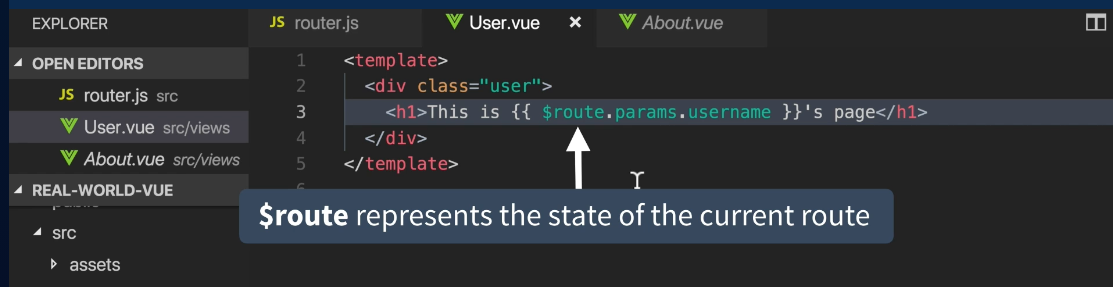 EXPLORER
JS router.js
User.vue ×
About.vue
OPEN EDITORS
JS router.js src
User.vue src/views
About.vue src/views
REAL-WORLD-VUE
src
assets
1 <template>
2 <div class="user">
3 <h1>This is {{ $route.params.username }}'s page</h1>
4 </div>
5 </template>
6
$route represents the state of the current route